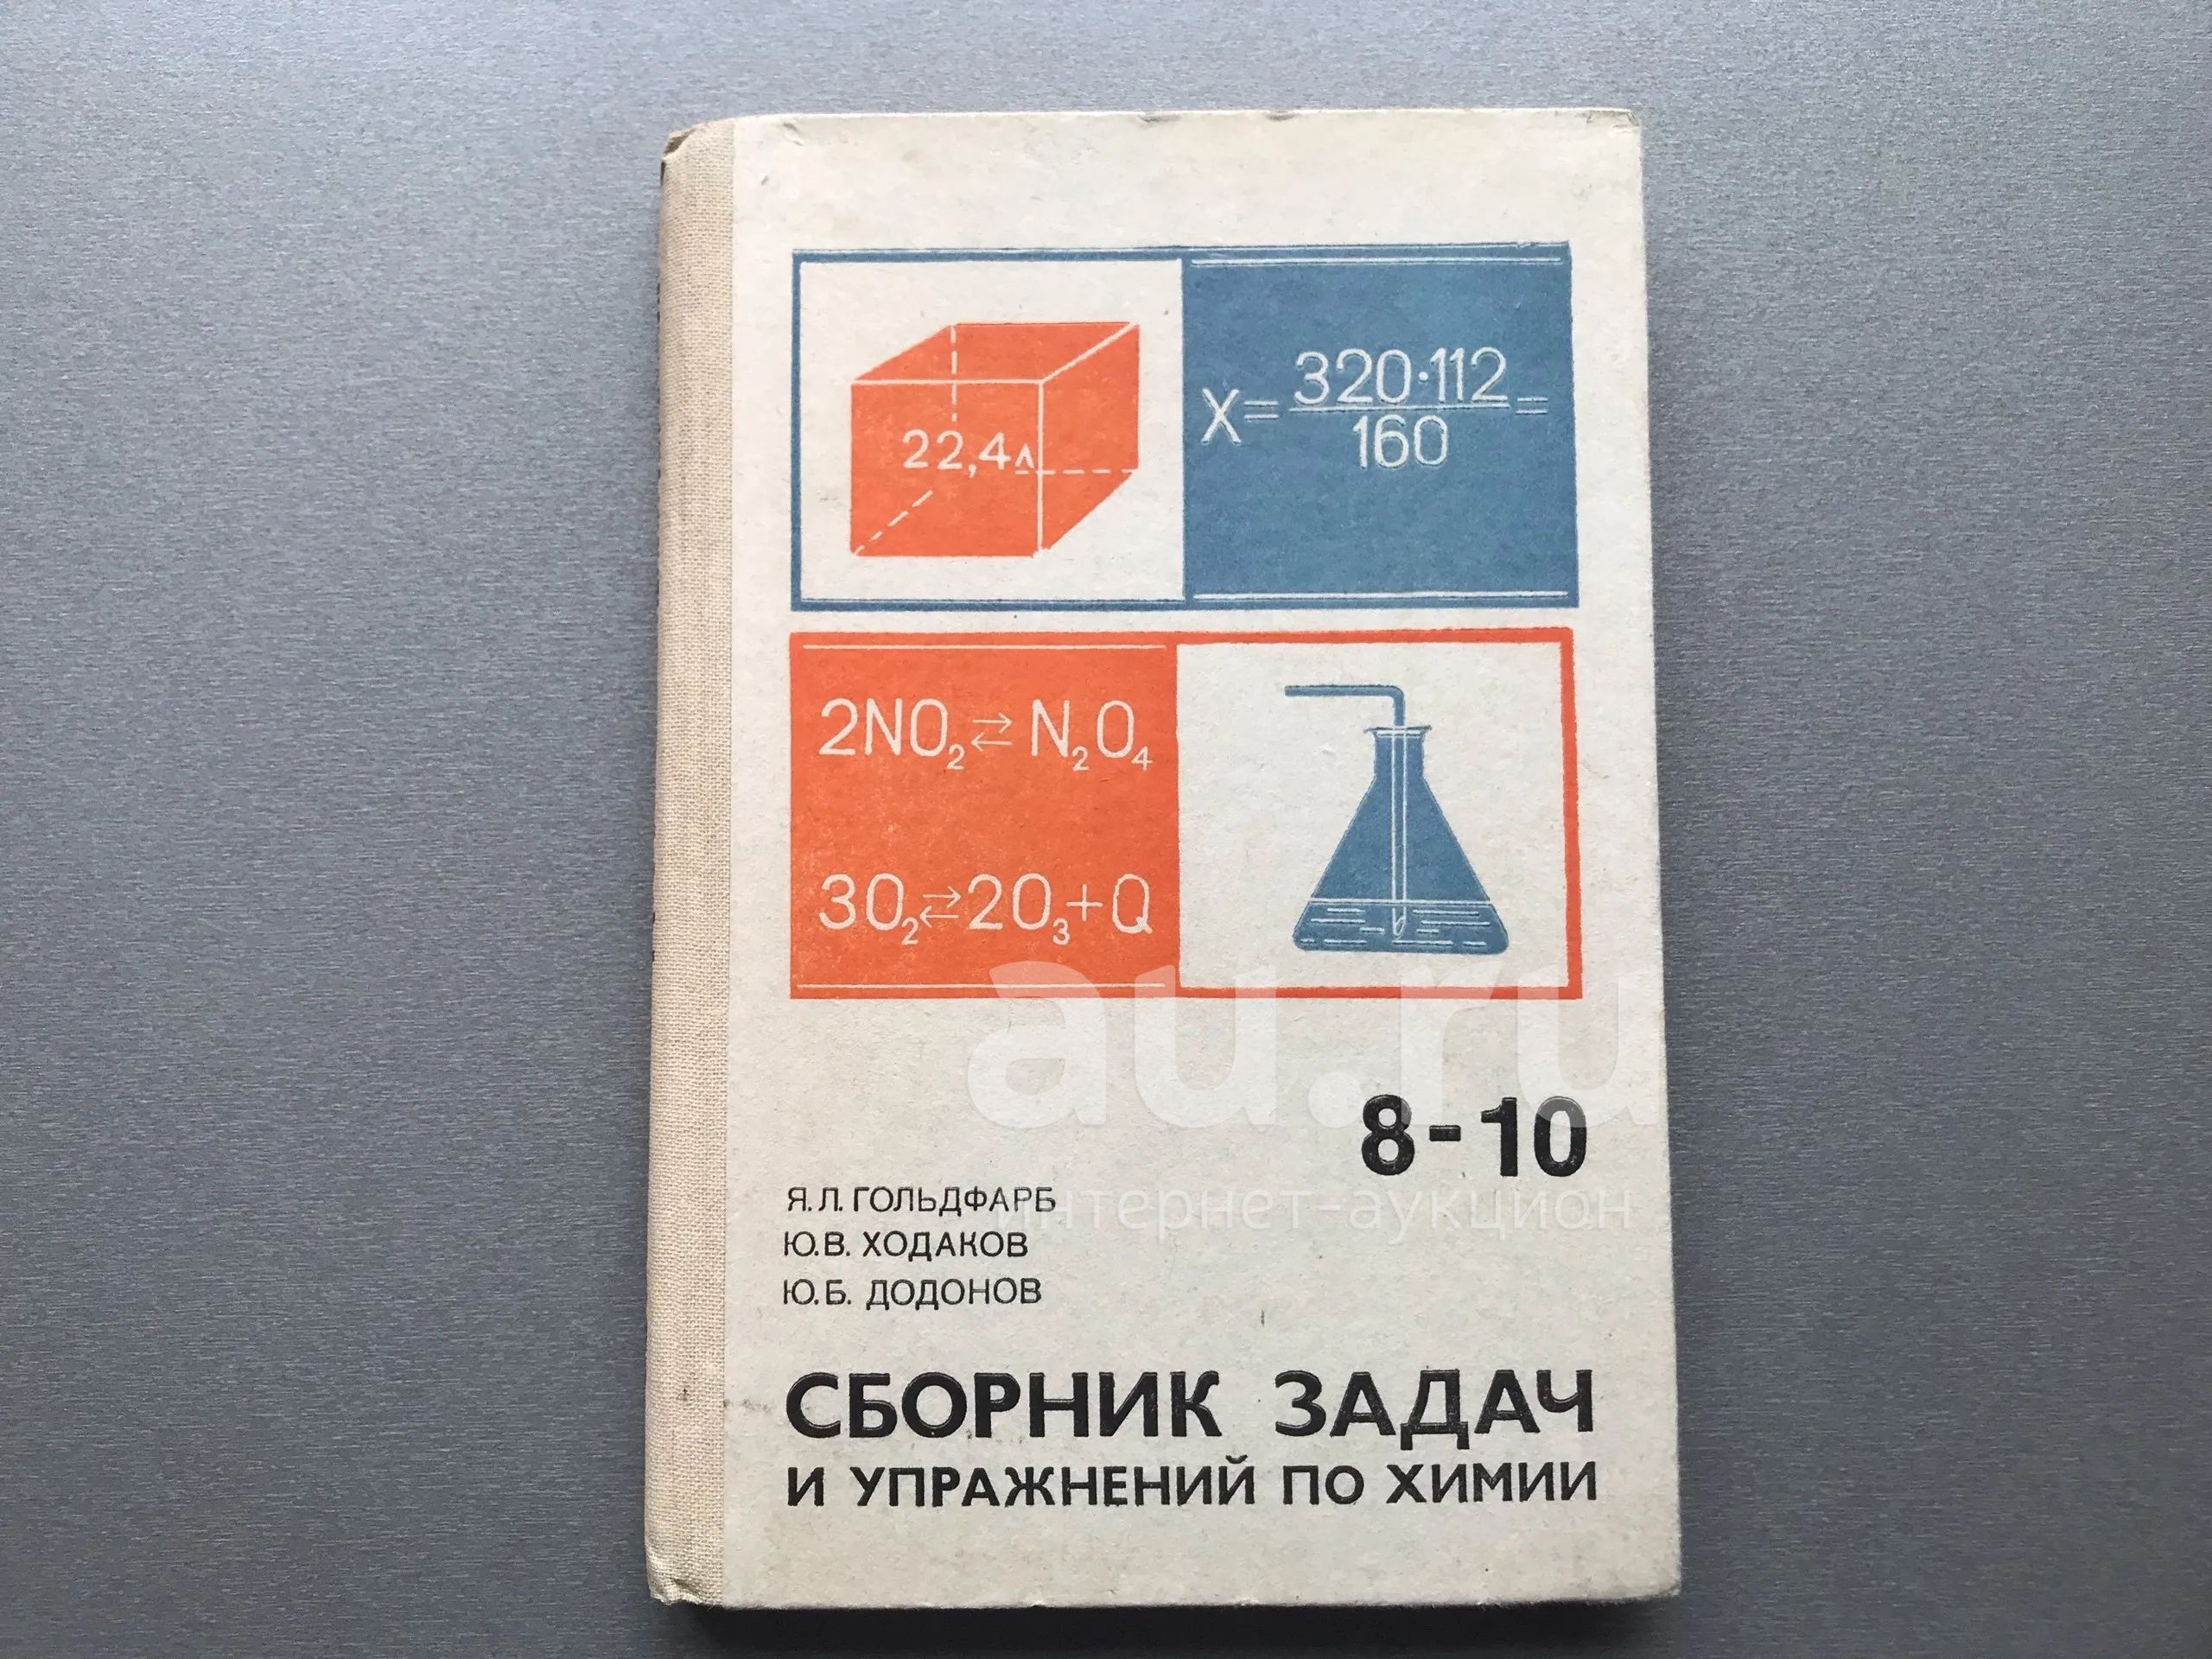 22,4л
X= 320·112 =
160
2NO₂⇄N₂O₄
3O₂⇄2O₃+Q
au.ru
8-10
интернет-аукцион
Я.Л.ГОЛЬДФАРБ
Ю.В. ХОДАКОВ
Ю.Б. ДОДОНОВ
СБОРНИК ЗАДАЧ
И УПРАЖНЕНИЙ ПО ХИМИИ